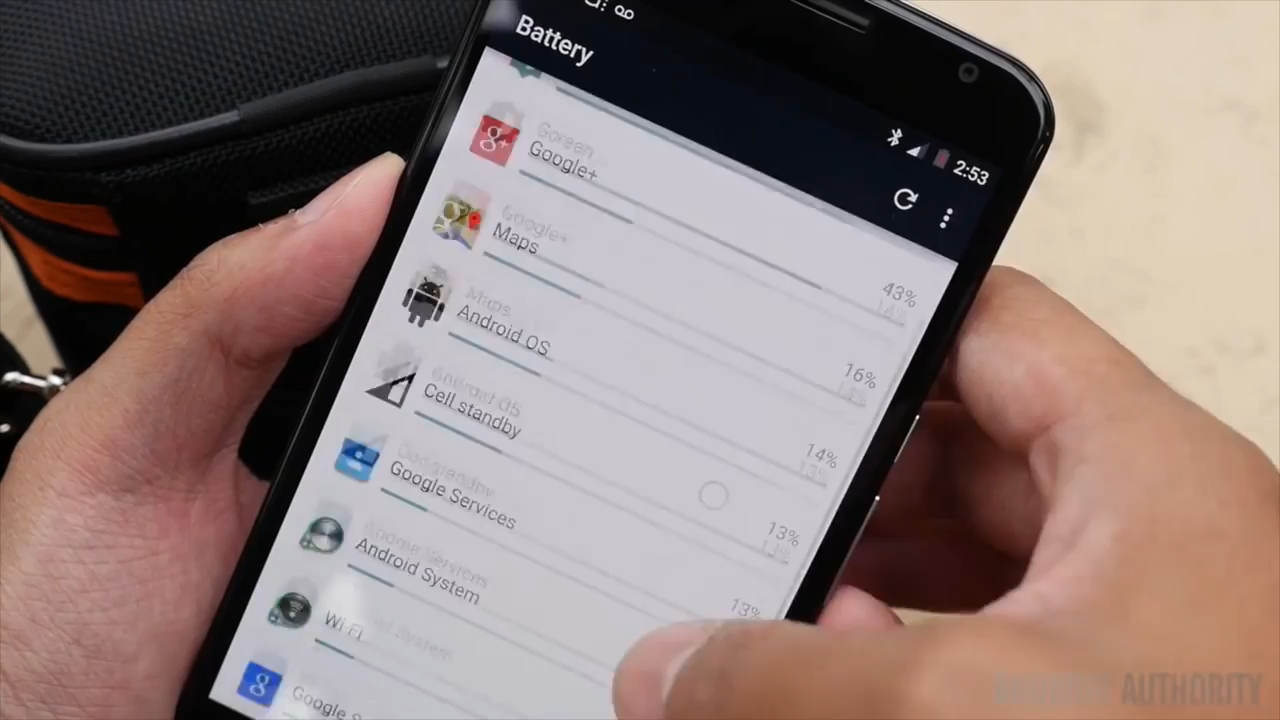 Battery
2:53
g+
Google+
43%
Maps
16%
Android OS
14%
Cell standby
13%
Google Services
13%
Android System
Wi-Fi
g
Google
AUTHORITY